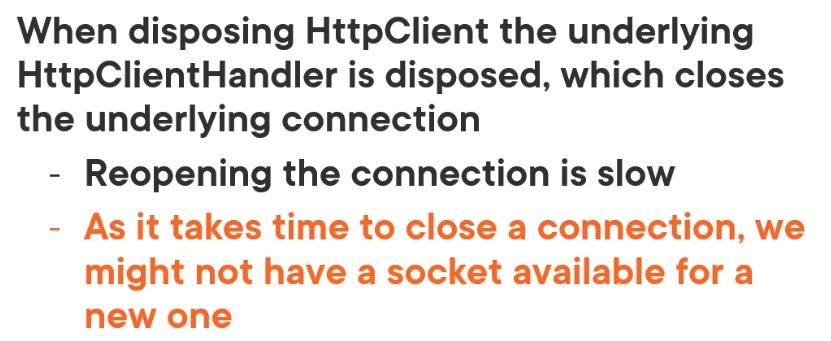 When disposing HttpClient the underlying
HttpClientHandler is disposed, which closes
the underlying connection
- Reopening the connection is slow
- As it takes time to close a connection, we
might not have a socket available for a
new one